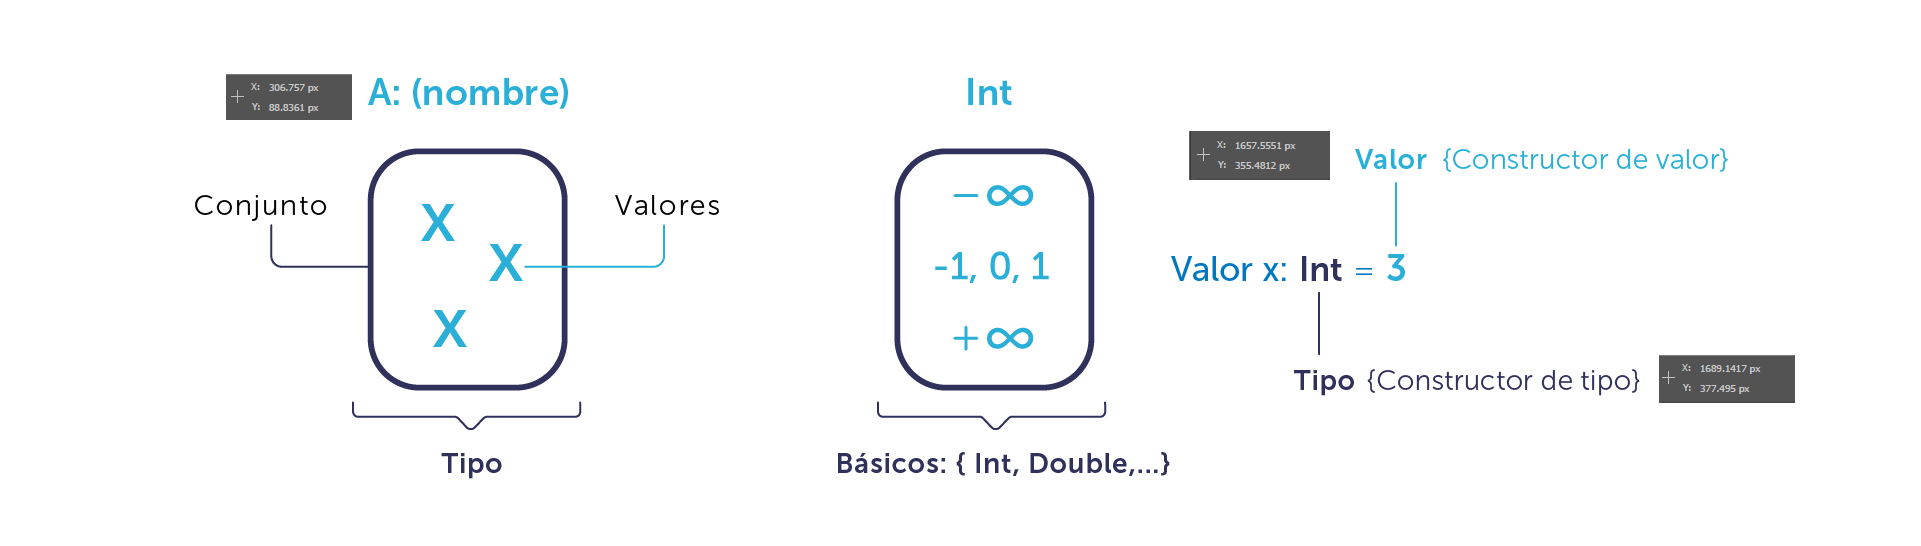 X: 306.757 px
Y: 88.8361 px
A: (nombre)
Conjunto
X
X
X
Valores
Tipo
Int
− ∞
-1, 0, 1
+ ∞
Básicos: { Int, Double,...}
X: 1657.5551 px
Y: 355.4812 px
Valor {Constructor de valor}
Valor x: Int = 3
Tipo {Constructor de tipo}
X: 1689.1417 px
Y: 377.495 px